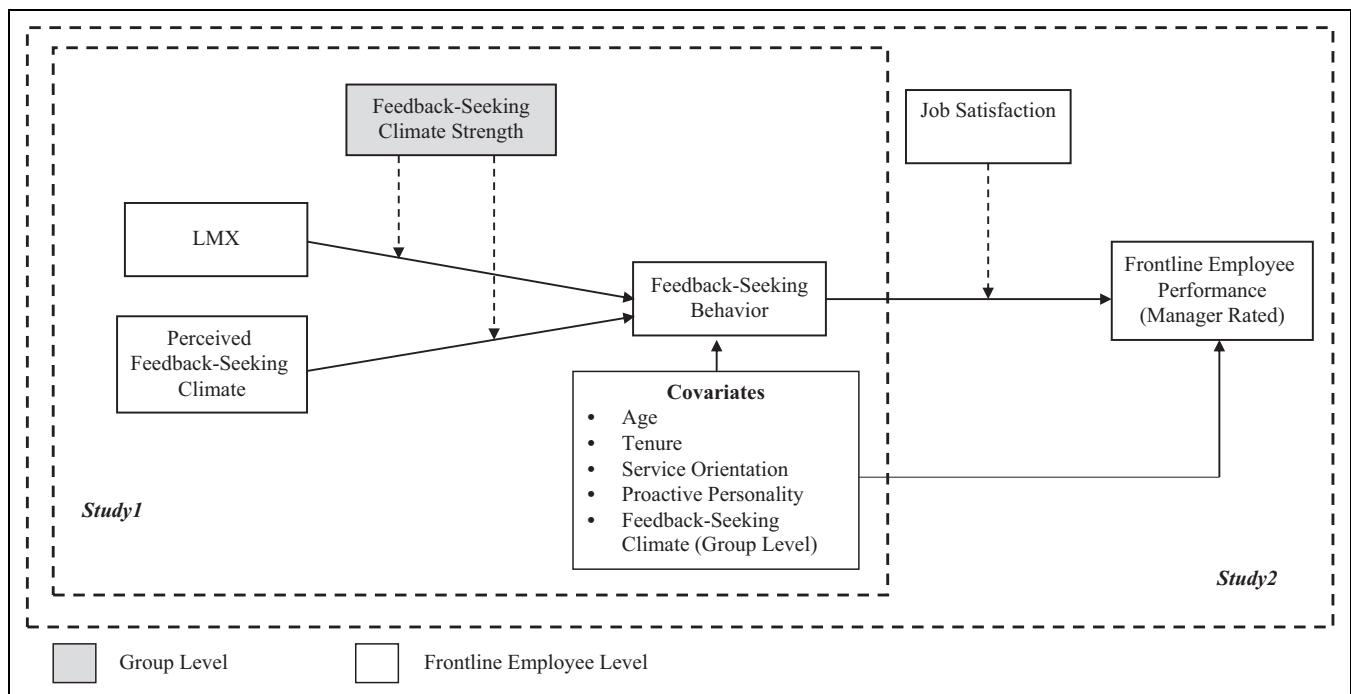 Feedback-Seeking
Climate Strength
Job Satisfaction
LMX
Perceived
Feedback-Seeking
Climate
Feedback-Seeking
Behavior
Frontline Employee
Performance
(Manager Rated)
Covariates
• Age
• Tenure
• Service Orientation
• Proactive Personality
• Feedback-Seeking
Climate (Group Level)
Study1
Study2
Group Level
Frontline Employee Level